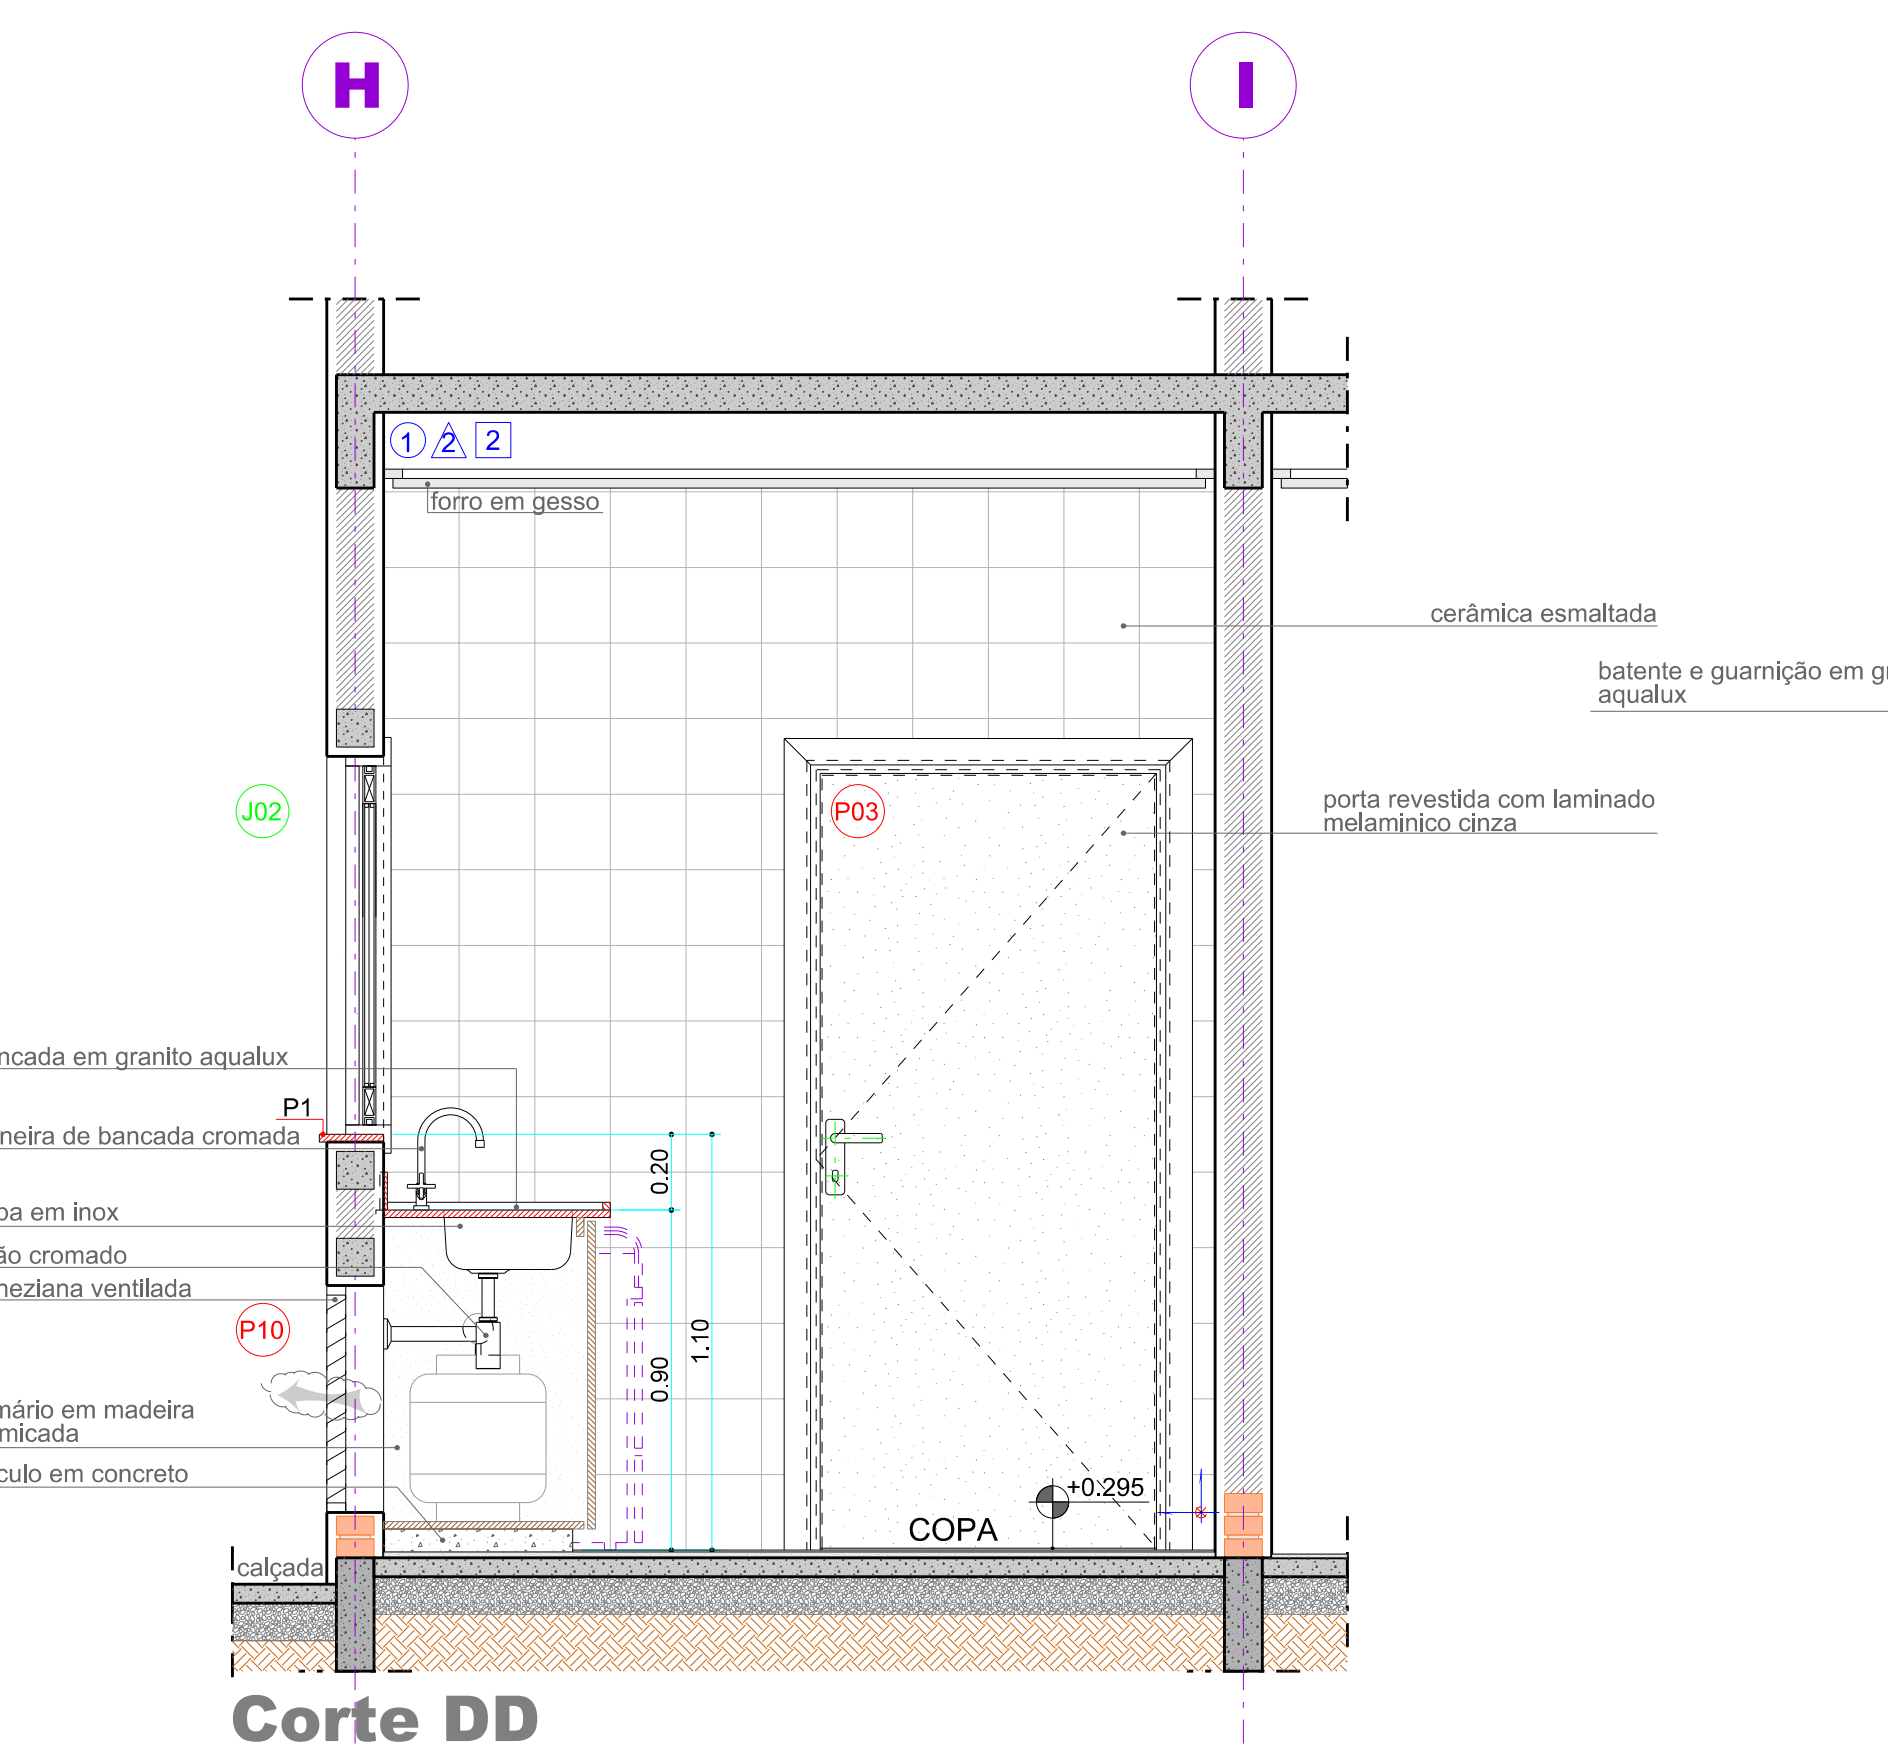 H
I
1
2
2
forro em gesso
cerâmica esmaltada
batente e guarnição em gr
aqualux
J02
P03
porta revestida com laminado
melaminico cinza
ncada em granito aqualux
P1
neira de bancada cromada
0.20
ba em inox
ão cromado
neziana ventilada
P10
1.10
0.90
mário em madeira
micada
culo em concreto
+0.295
COPA
calçada
Corte DD